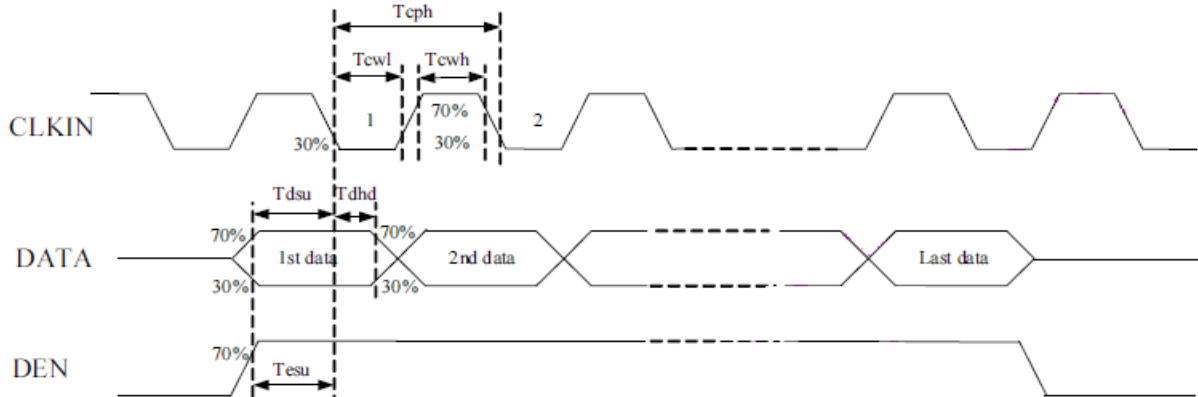 Tcph
Tcwl Tcwh
CLKIN 30% 1 70% 30% 2
Tdsu Tdhd
70% 70%
DATA 1st data 2nd data Last data
30% 30%
70%
DEN
Tesu